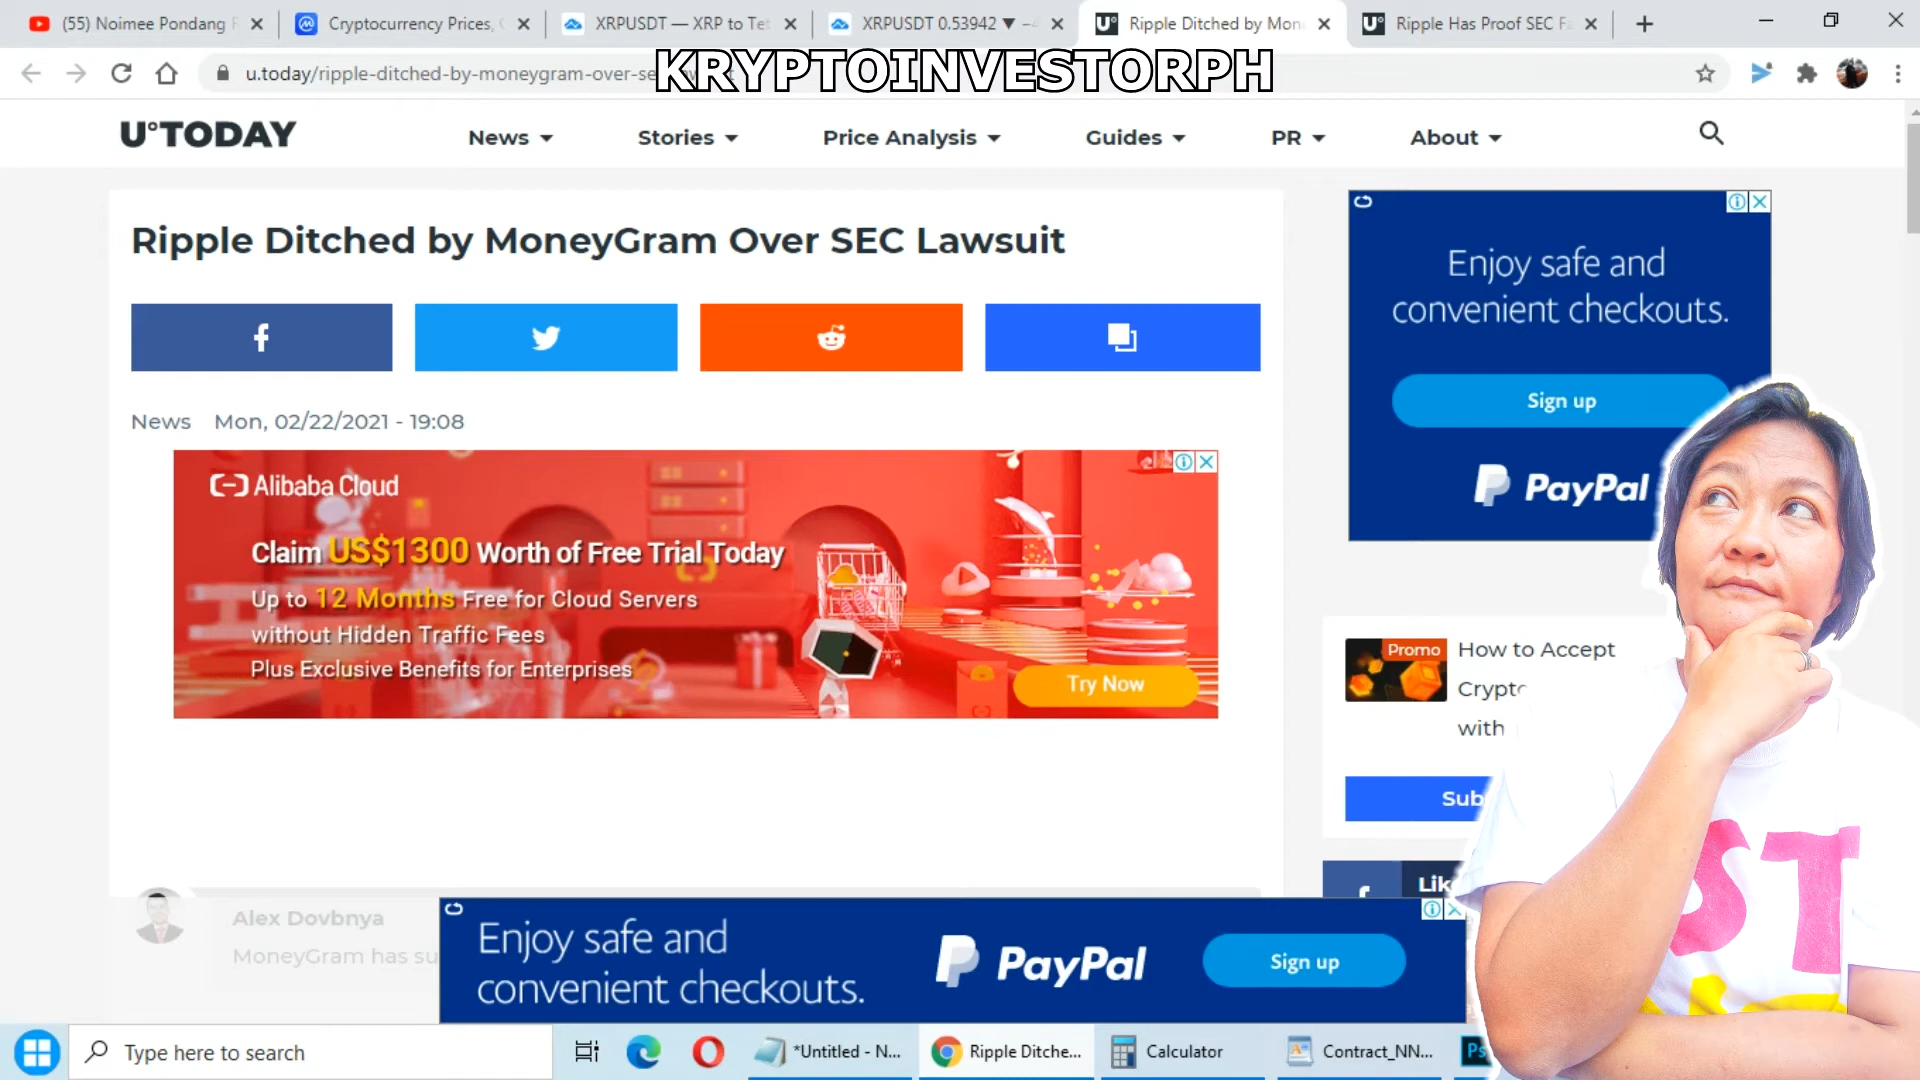 (55) Noimee Pondang
Cryptocurrency Prices,
XRPUSDT — XRP to Tet
XRPUSDT 0.53942 ▼
Ripple Ditched by Mon
Ripple Has Proof SEC Fa
u.today/ripple-ditched-by-moneygram-over-se
KRYPTOINVESTORPH
U°TODAY
News
Stories
Price Analysis
Guides
PR
About
Ripple Ditched by MoneyGram Over SEC Lawsuit
News Mon, 02/22/2021 - 19:08
Enjoy safe and
convenient checkouts.
Sign up
PayPal
Alibaba Cloud
Claim US$1300 Worth of Free Trial Today
Up to 12 Months Free for Cloud Servers
without Hidden Traffic Fees
Plus Exclusive Benefits for Enterprises
Try Now
Promo
How to Accept
Crypto
with
Sub
Lik
Alex Dovbnya
MoneyGram has su
Enjoy safe and
convenient checkouts.
PayPal
Sign up
ST
Type here to search
*Untitled - N...
Ripple Ditche...
Calculator
Contract_NN...
Ps